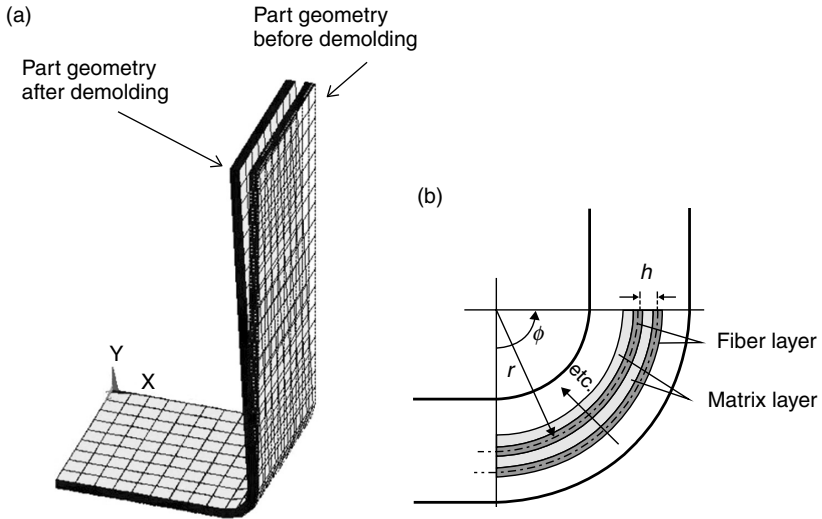 (a)
Part geometry
before demolding
Part geometry
after demolding
Y
X
(b)
h
ϕ
r
etc.
Fiber layer
Matrix layer